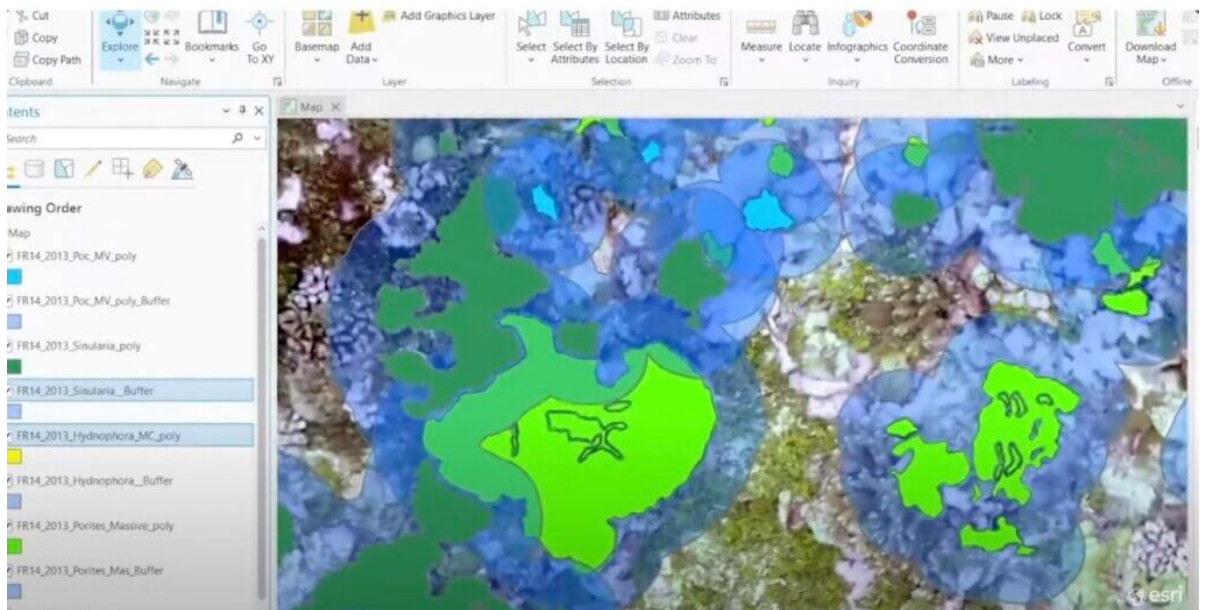 Cut
Copy
Copy Path
Clipboard
Explore
Bookmarks
Go To XY
Navigate
Basemap
Add Data
Add Graphics Layer
Layer
Select
Select By Attributes
Select By Location
Attributes
Clear
Zoom To
Selection
Measure
Locate
Infographics
Coordinate Conversion
Inquiry
Pause
Lock
View Unplaced
More
Convert
Labeling
Download Map
Offline
tents
Search
awing Order
Map
FR14_2013_Poc_MV_poly
FR14_2013_Poc_MV_poly_Buffer
FR14_2013_Sinularia_poly
FR14_2013_Sinularia__Buffer
FR14_2013_Hydnophora_MC_poly
FR14_2013_Hydnophora__Buffer
FR14_2013_Porites_Massive_poly
FR14_2013_Porites_Mas_Buffer
Map
esri